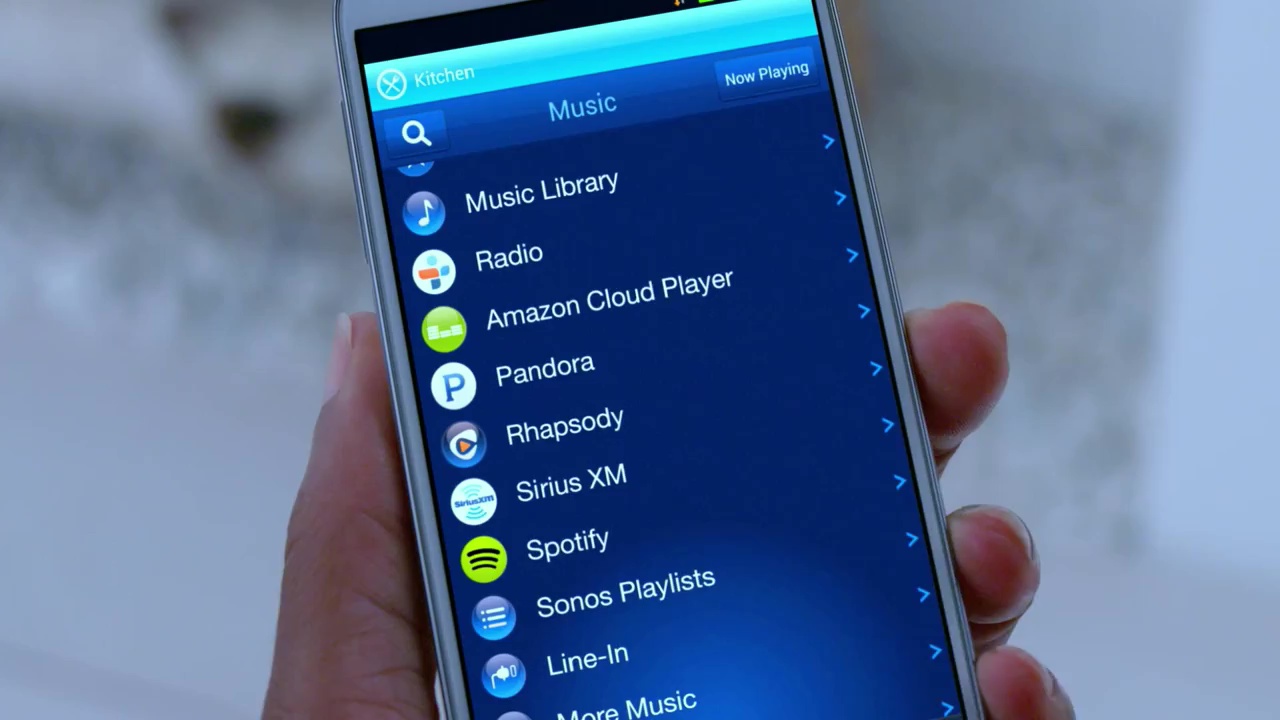 Kitchen
Now Playing
Music
Music Library
Radio
Amazon Cloud Player
Pandora
P
Rhapsody
Sirius XM
SiriusXM
Spotify
Sonos Playlists
Line-In
More Music